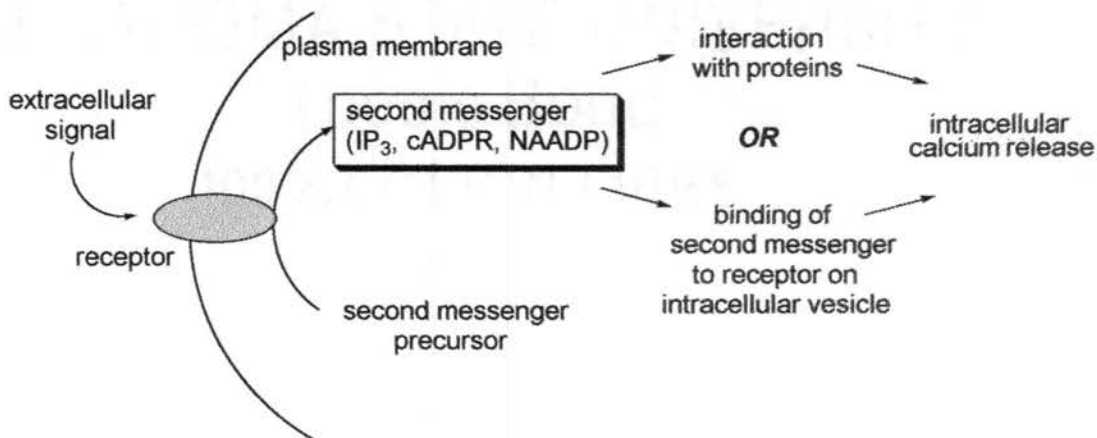 plasma membrane
extracellular
signal
receptor
second messenger
(IP3, cADPR, NAADP)
second messenger
precursor
interaction
with proteins
OR
binding of
second messenger
to receptor on
intracellular vesicle
intracellular
calcium release